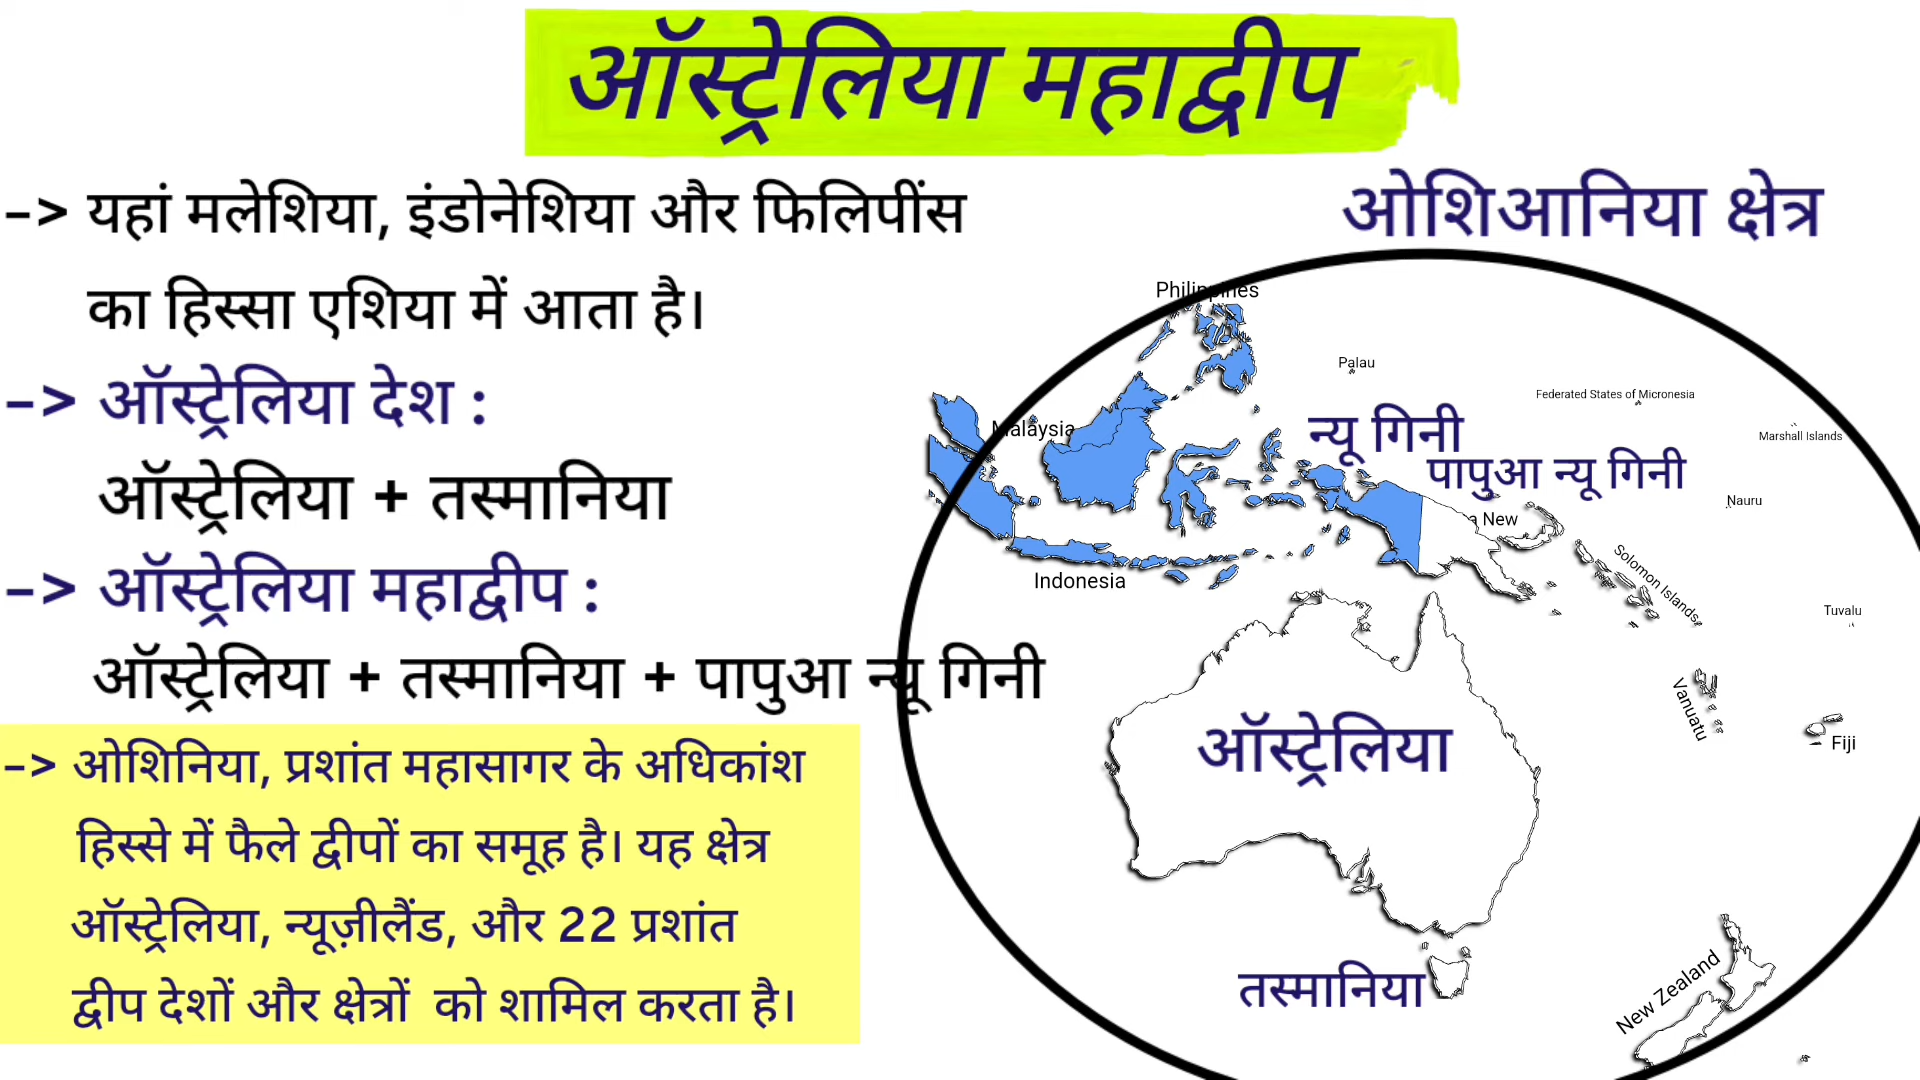 ऑस्ट्रेलिया महाद्वीप
ओशिआनिया क्षेत्र
–> यहां मलेशिया, इंडोनेशिया और फिलिपींस
का हिस्सा एशिया में आता है।
–> ऑस्ट्रेलिया देश :
ऑस्ट्रेलिया + तस्मानिया
–> ऑस्ट्रेलिया महाद्वीप :
ऑस्ट्रेलिया + तस्मानिया + पापुआ न्यू गिनी
–> ओशिनिया, प्रशांत महासागर के अधिकांश
हिस्से में फैले द्वीपों का समूह है। यह क्षेत्र
ऑस्ट्रेलिया, न्यूज़ीलैंड, और 22 प्रशांत
द्वीप देशों और क्षेत्रों को शामिल करता है।
Philippines
Palau
Federated States of Micronesia
Malaysia
न्यू गिनी
Marshall Islands
पापुआ न्यू गिनी
Nauru
a New
Solomon Islands
Indonesia
Tuvalu
Vanuatu
Fiji
ऑस्ट्रेलिया
तस्मानिया
New Zealand